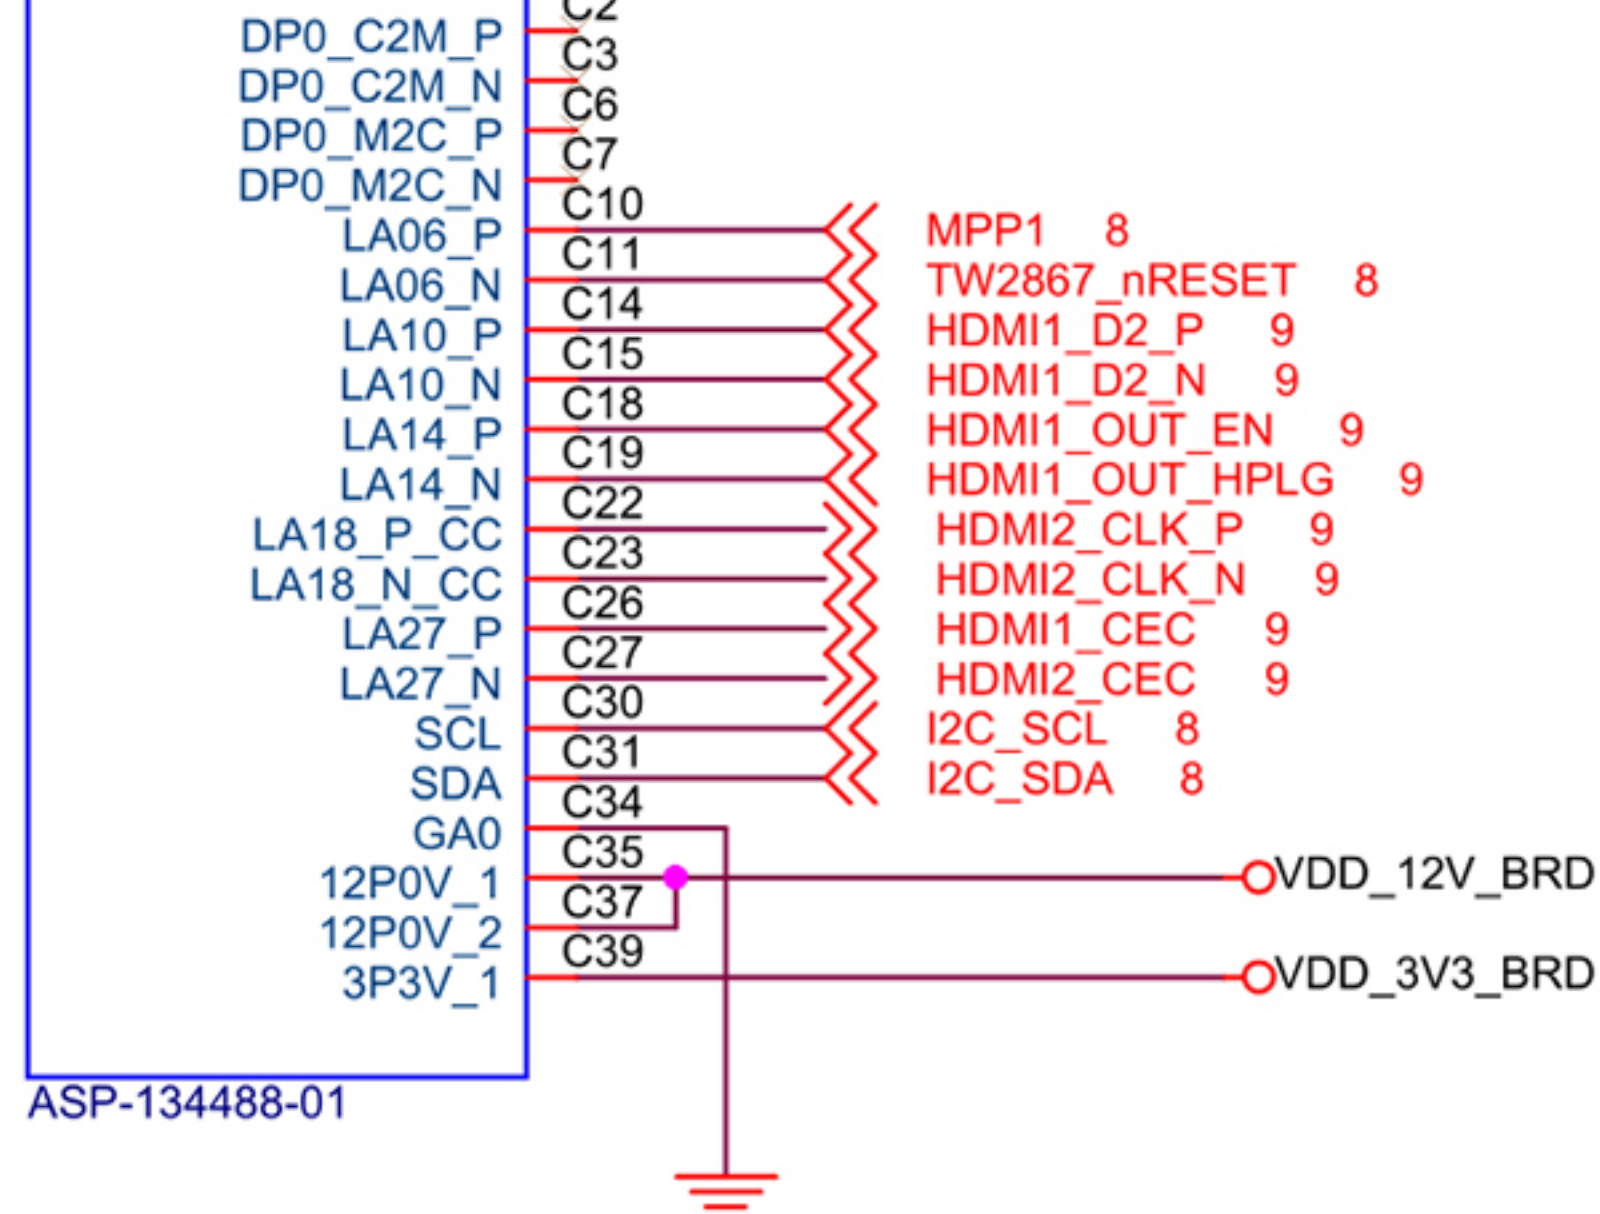 C2
DP0_C2M_P
C3
DP0_C2M_N
C6
DP0_M2C_P
C7
DP0_M2C_N
C10
LA06_P MPP1 8
C11
LA06_N TW2867_nRESET 8
C14
LA10_P HDMI1_D2_P 9
C15
LA10_N HDMI1_D2_N 9
C18
LA14_P HDMI1_OUT_EN 9
C19
LA14_N HDMI1_OUT_HPLG 9
C22
LA18_P_CC HDMI2_CLK_P 9
C23
LA18_N_CC HDMI2_CLK_N 9
C26
LA27_P HDMI1_CEC 9
C27
LA27_N HDMI2_CEC 9
C30
SCL I2C_SCL 8
C31
SDA I2C_SDA 8
C34
GA0
C35
12P0V_1 VDD_12V_BRD
C37
12P0V_2
C39
3P3V_1 VDD_3V3_BRD
ASP-134488-01